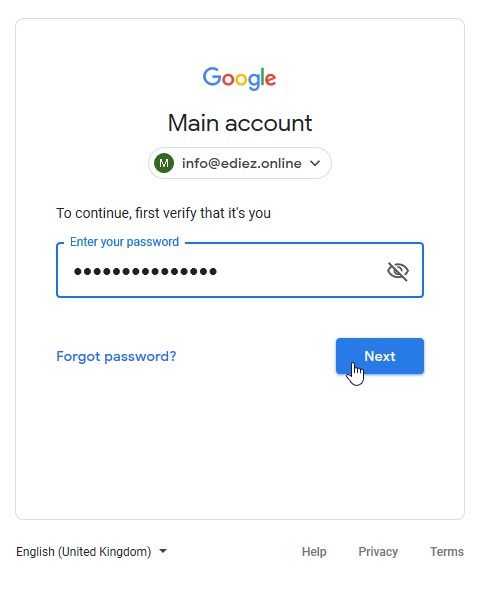 Google
Main account
M info@ediez.online
To continue, first verify that it's you
Enter your password
•••••••••••••••
Forgot password?
Next
English (United Kingdom)
Help Privacy Terms